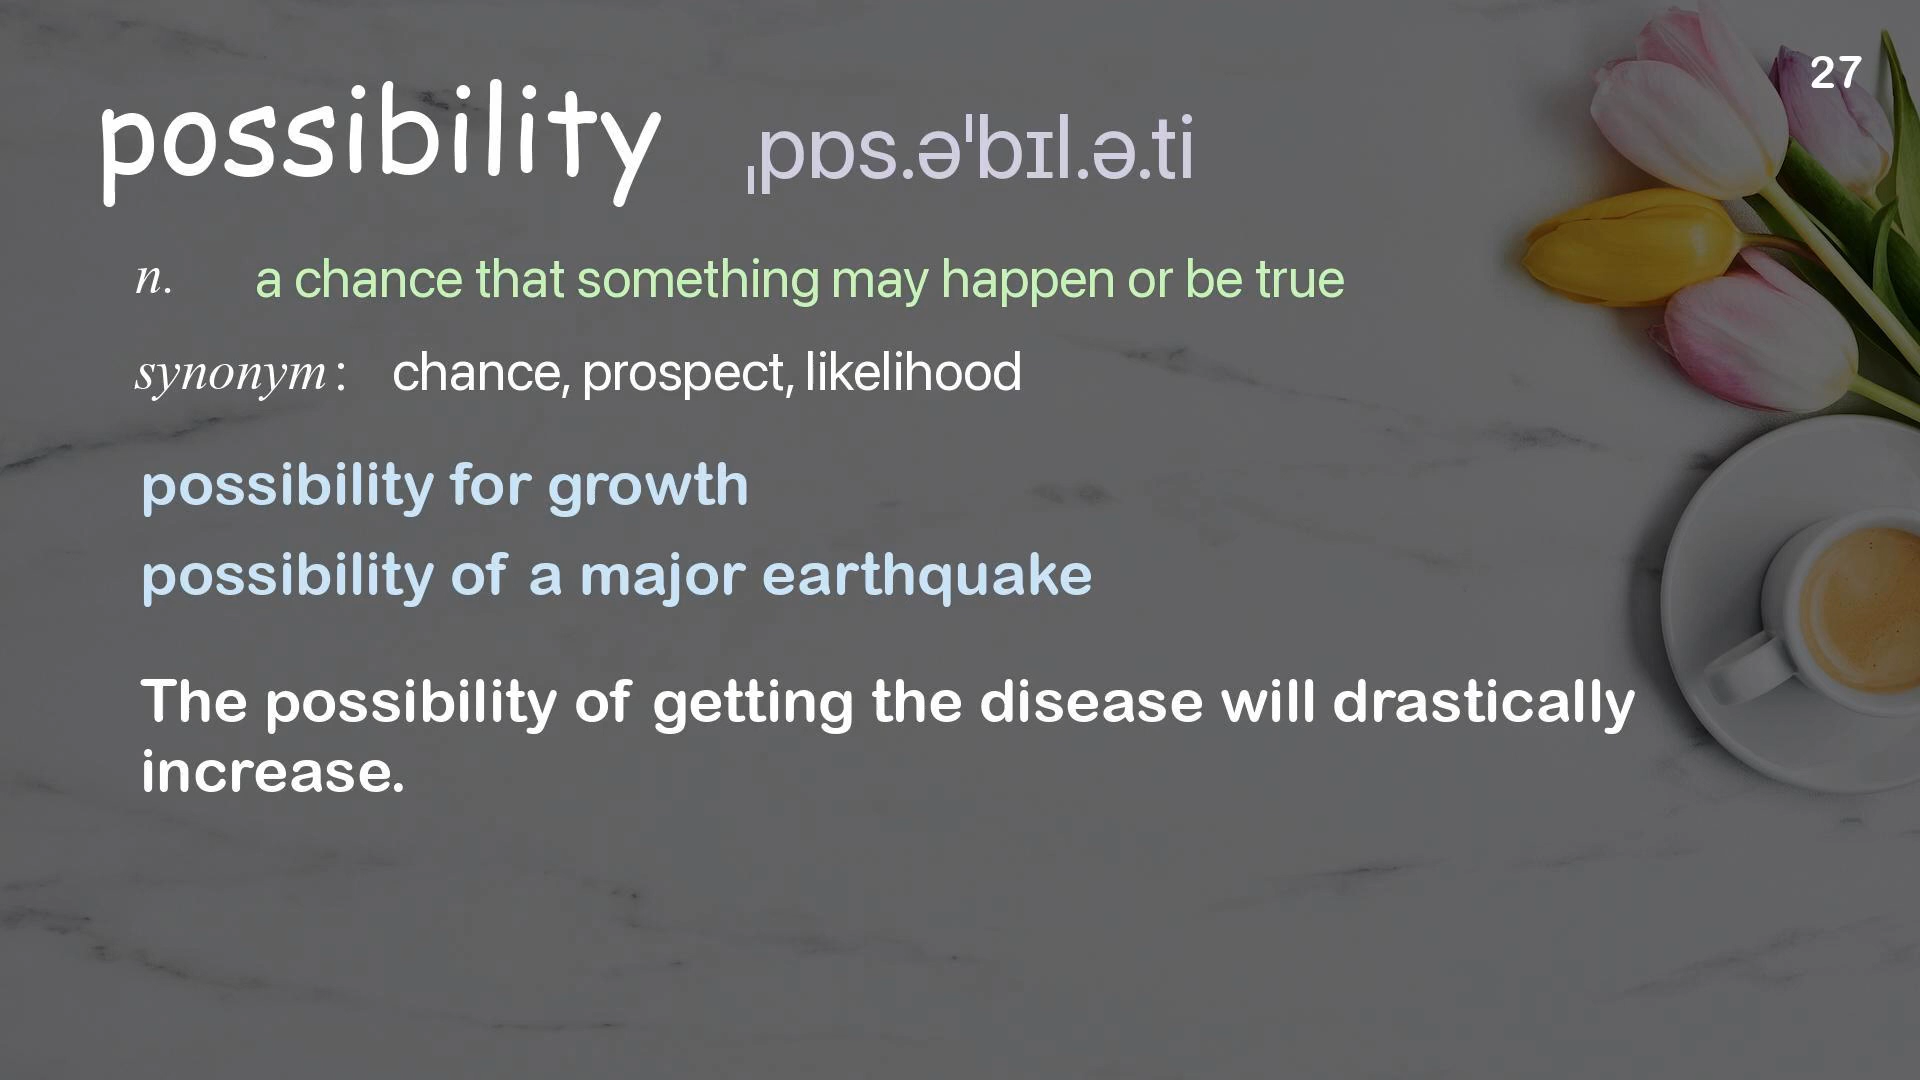 27
possibility ˌpɒs.əˈbɪl.ə.ti
n. a chance that something may happen or be true
synonym: chance, prospect, likelihood
possibility for growth
possibility of a major earthquake
The possibility of getting the disease will drastically
increase.